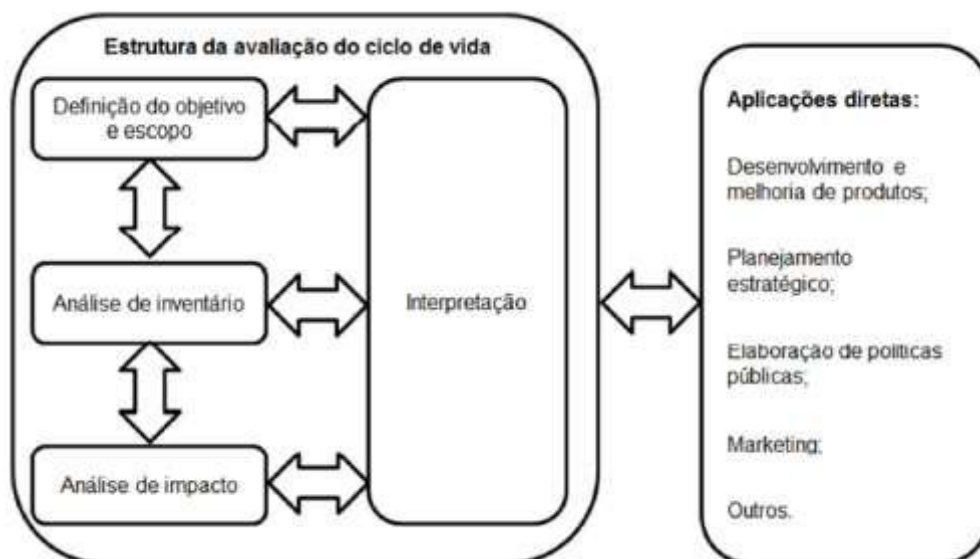 Estrutura da avaliação do ciclo de vida
Definição do objetivo
e escopo
Análise de inventário
Análise de impacto
Interpretação
Aplicações diretas:
Desenvolvimento e
melhoria de produtos;
Planejamento
estratégico;
Elaboração de políticas
públicas;
Marketing;
Outros.